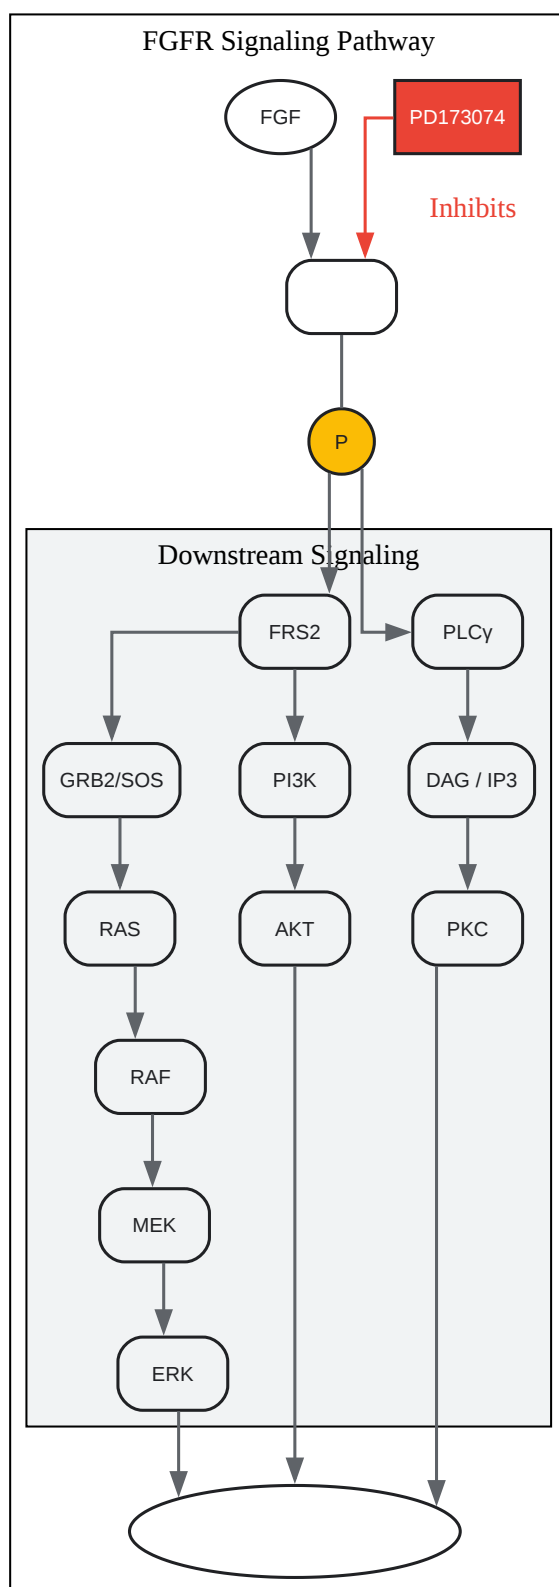 FGFR Signaling Pathway
FGF
PD173074
Inhibits
P
Downstream Signaling
FRS2
PLCγ
GRB2/SOS
PI3K
DAG / IP3
RAS
AKT
PKC
RAF
MEK
ERK